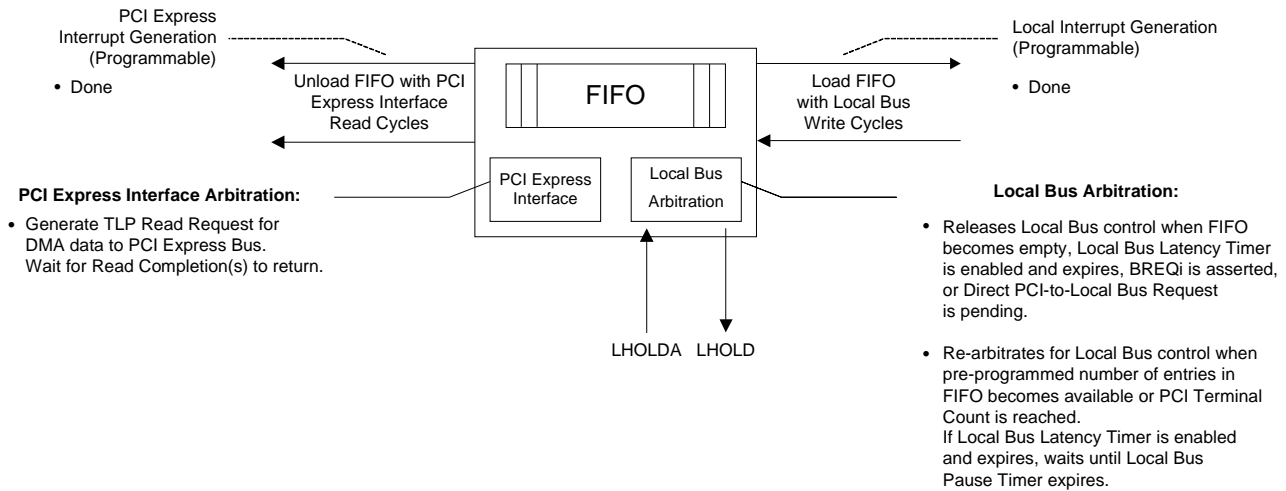 PCI Express
Interrupt Generation
(Programmable)
• Done
Unload FIFO with PCI
Express Interface
Read Cycles
FIFO
Load FIFO
with Local Bus
Write Cycles
Local Interrupt Generation
(Programmable)
• Done
PCI Express Interface Arbitration:
• Generate TLP Read Request for
DMA data to PCI Express Bus.
Wait for Read Completion(s) to return.
PCI Express
Interface
Local Bus
Arbitration
LHOLDA
LHOLD
Local Bus Arbitration:
• Releases Local Bus control when FIFO
becomes empty, Local Bus Latency Timer
is enabled and expires, BREQi is asserted,
or Direct PCI-to-Local Bus Request
is pending.
• Re-arbitrates for Local Bus control when
pre-programmed number of entries in
FIFO becomes available or PCI Terminal
Count is reached.
If Local Bus Latency Timer is enabled
and expires, waits until Local Bus
Pause Timer expires.